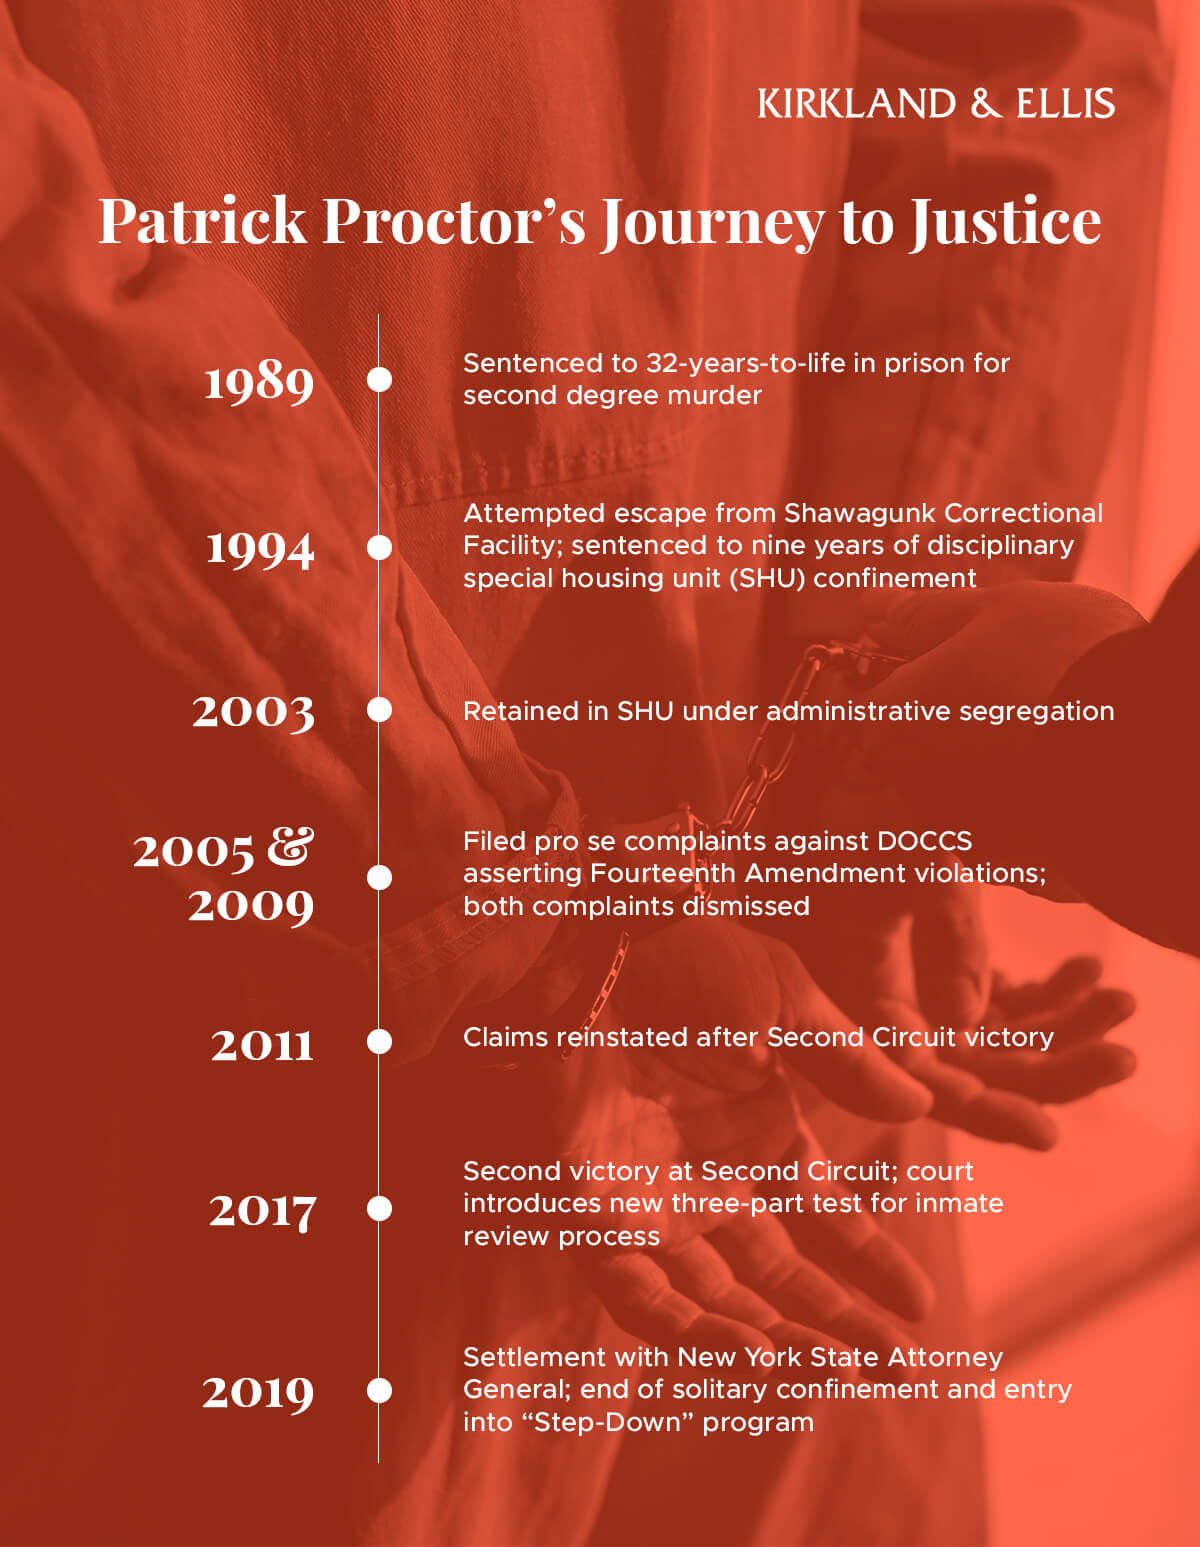 KIRKLAND & ELLIS
Patrick Proctor’s Journey to Justice
1989
Sentenced to 32-years-to-life in prison for
second degree murder
1994
Attempted escape from Shawagunk Correctional
Facility; sentenced to nine years of disciplinary
special housing unit (SHU) confinement
2003
Retained in SHU under administrative segregation
2005 &
2009
Filed pro se complaints against DOCCS
asserting Fourteenth Amendment violations;
both complaints dismissed
2011
Claims reinstated after Second Circuit victory
2017
Second victory at Second Circuit; court
introduces new three-part test for inmate
review process
2019
Settlement with New York State Attorney
General; end of solitary confinement and entry
into “Step-Down” program